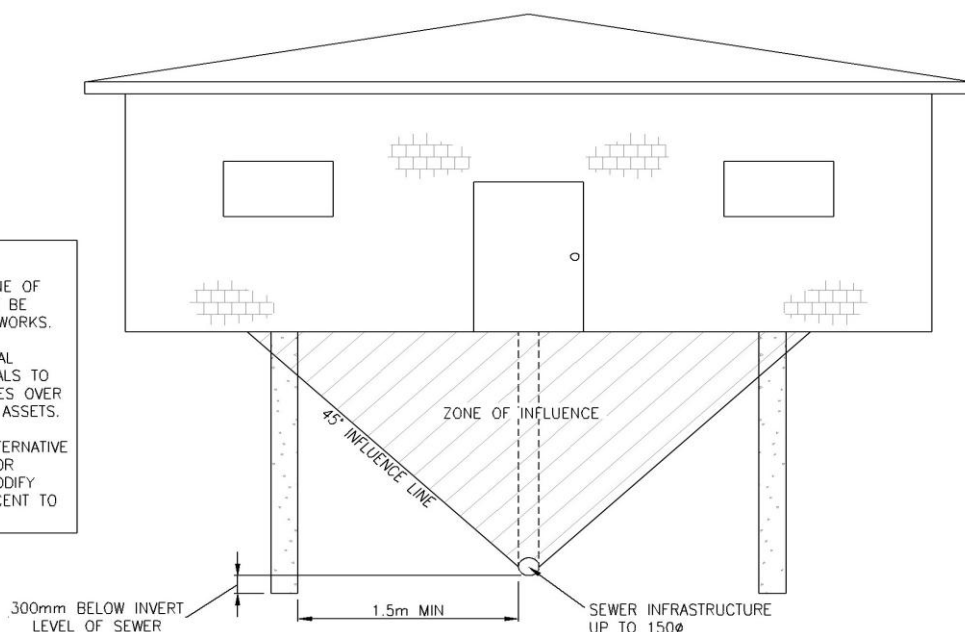 NE OF
BE
WORKS.
AL
ALS TO
ES OVER
ASSETS.
TERNATIVE
OR
ODIFY
CENT TO
ZONE OF INFLUENCE
45° INFLUENCE LINE
300mm BELOW INVERT
LEVEL OF SEWER
1.5m MIN
SEWER INFRASTRUCTURE
UP TO 150ø